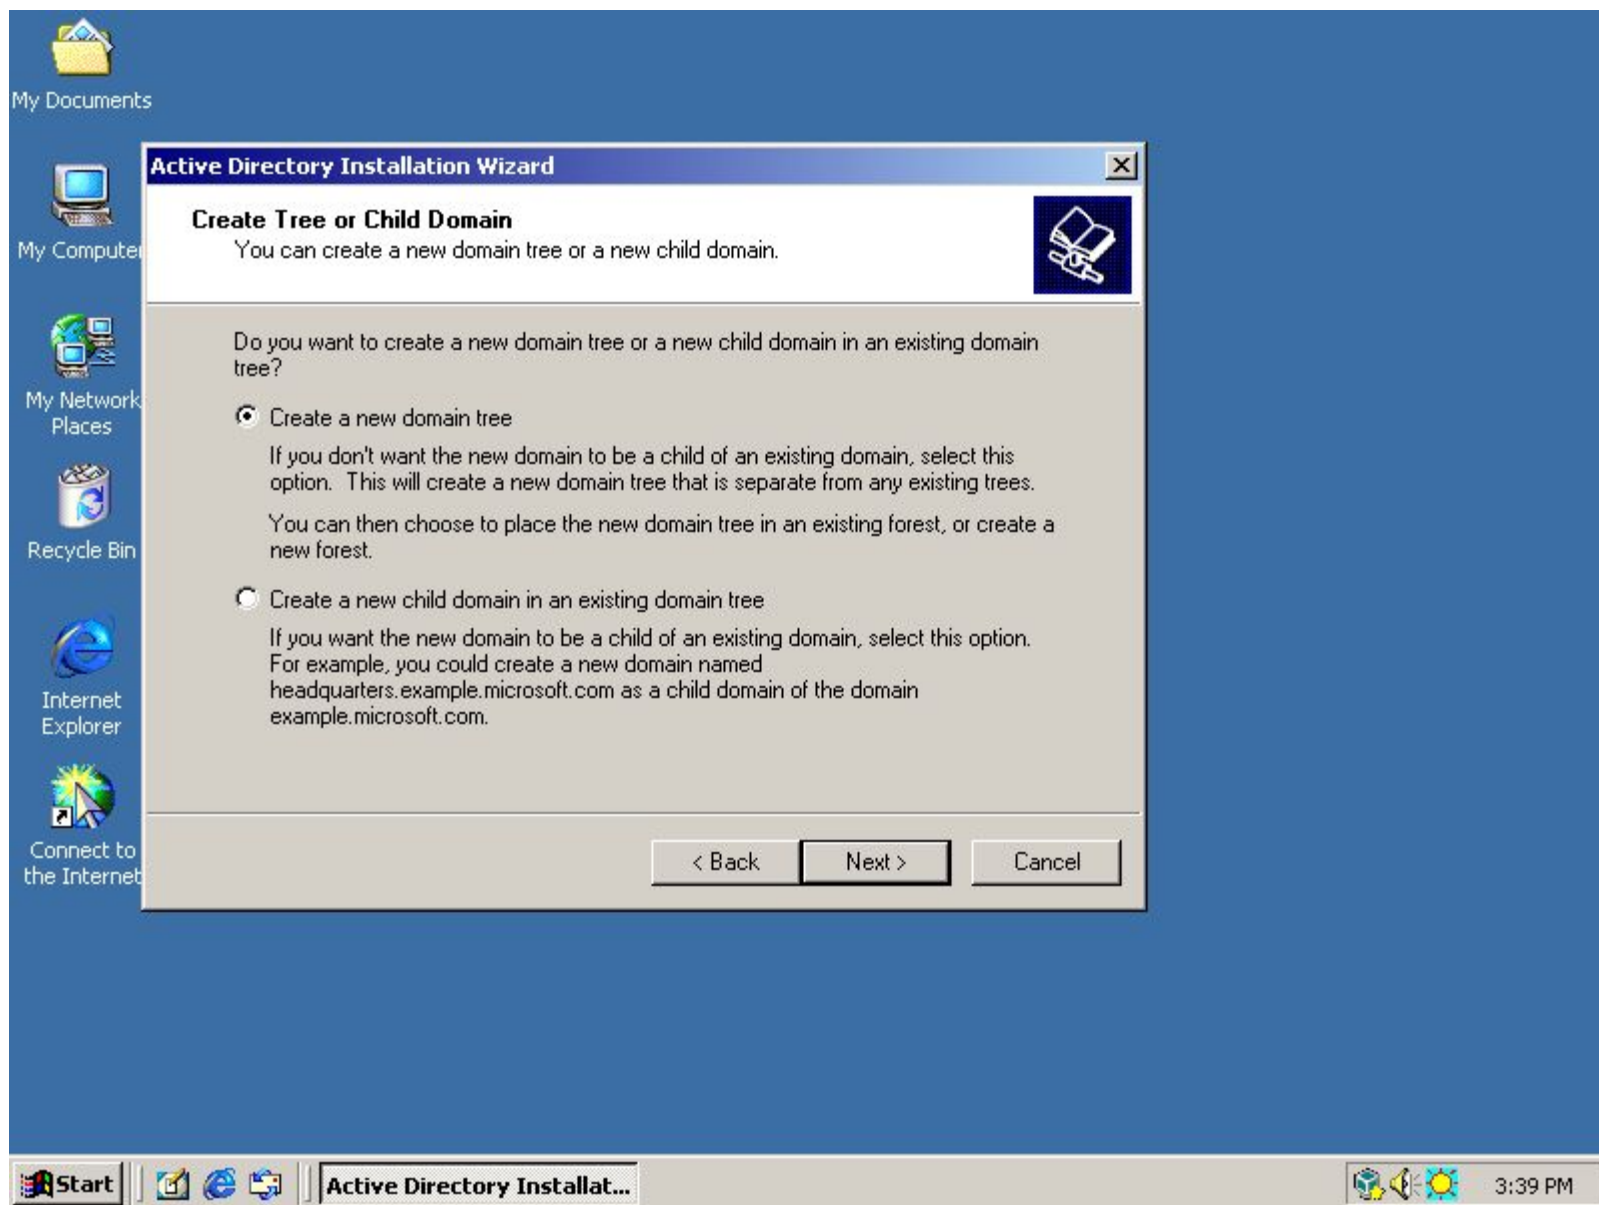 My Documents
My Computer
My Network
Places
Recycle Bin
Internet
Explorer
Connect to
the Internet
Active Directory Installation Wizard
Create Tree or Child Domain
You can create a new domain tree or a new child domain.
Do you want to create a new domain tree or a new child domain in an existing domain
tree?
Create a new domain tree
If you don't want the new domain to be a child of an existing domain, select this
option. This will create a new domain tree that is separate from any existing trees.
You can then choose to place the new domain tree in an existing forest, or create a
new forest.
Create a new child domain in an existing domain tree
If you want the new domain to be a child of an existing domain, select this option.
For example, you could create a new domain named
headquarters.example.microsoft.com as a child domain of the domain
example.microsoft.com.
< Back
Next >
Cancel
Start
Active Directory Installat...
3:39 PM